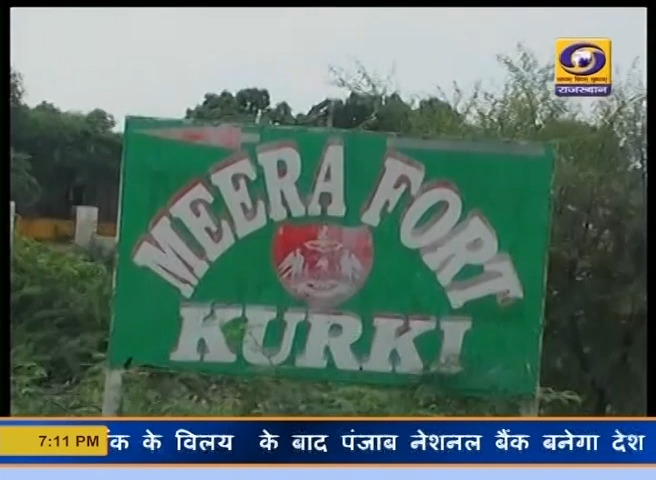 राजस्थान
MEERA FORT
KURKI
7:11 PM
क के विलय के बाद पंजाब नेशनल बैंक बनेगा देश